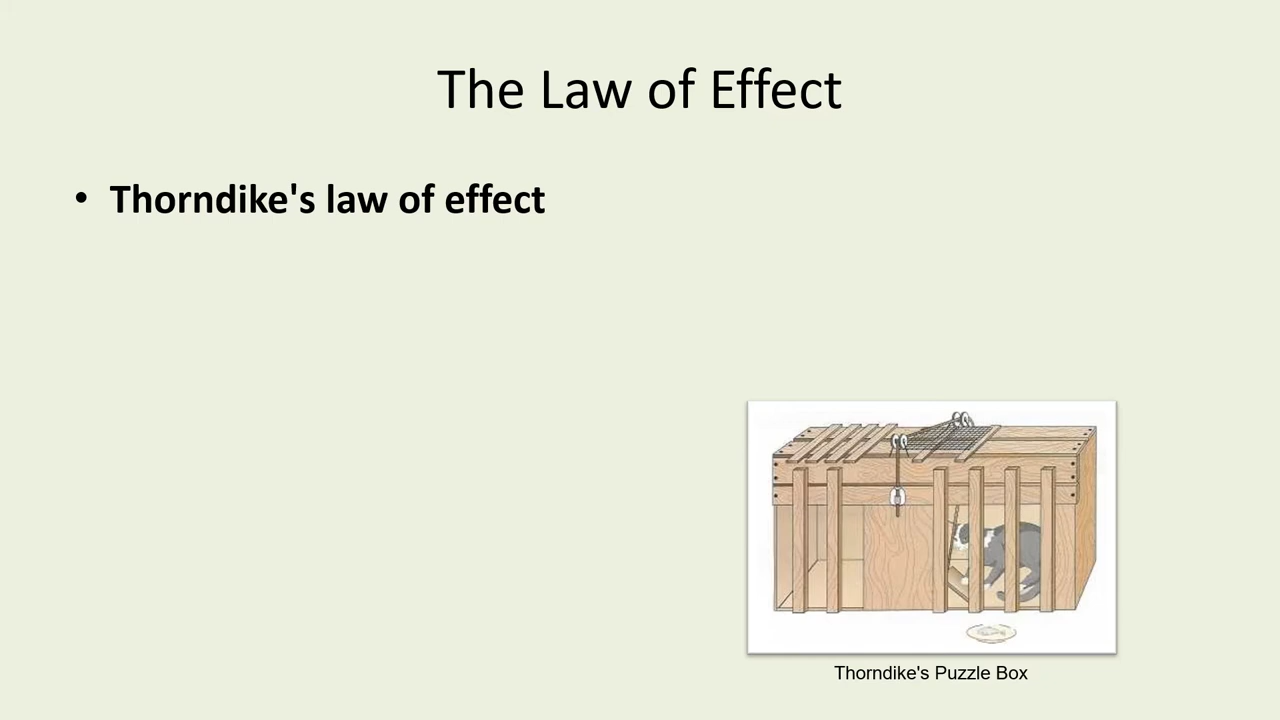 The Law of Effect
• Thorndike's law of effect
Thorndike's Puzzle Box